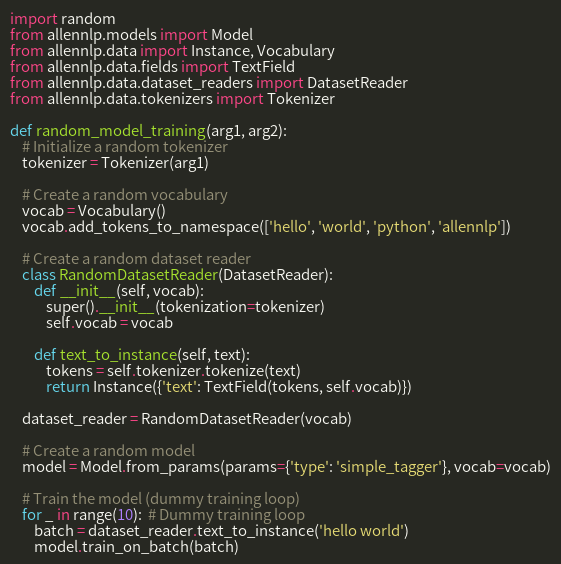 import random
from allennlp.models import Model
from allennlp.data import Instance, Vocabulary
from allennlp.data.fields import TextField
from allennlp.data.dataset_readers import DatasetReader
from allennlp.data.tokenizers import Tokenizer

def random_model_training(arg1, arg2):
    # Initialize a random tokenizer
    tokenizer = Tokenizer(arg1)

    # Create a random vocabulary
    vocab = Vocabulary()
    vocab.add_tokens_to_namespace(['hello', 'world', 'python', 'allennlp'])

    # Create a random dataset reader
    class RandomDatasetReader(DatasetReader):
        def __init__(self, vocab):
            super().__init__(tokenization=tokenizer)
            self.vocab = vocab

        def text_to_instance(self, text):
            tokens = self.tokenizer.tokenize(text)
            return Instance({'text': TextField(tokens, self.vocab)})

    dataset_reader = RandomDatasetReader(vocab)

    # Create a random model
    model = Model.from_params(params={'type': 'simple_tagger'}, vocab=vocab)

    # Train the model (dummy training loop)
    for _ in range(10):  # Dummy training loop
        batch = dataset_reader.text_to_instance('hello world')
        model.train_on_batch(batch)